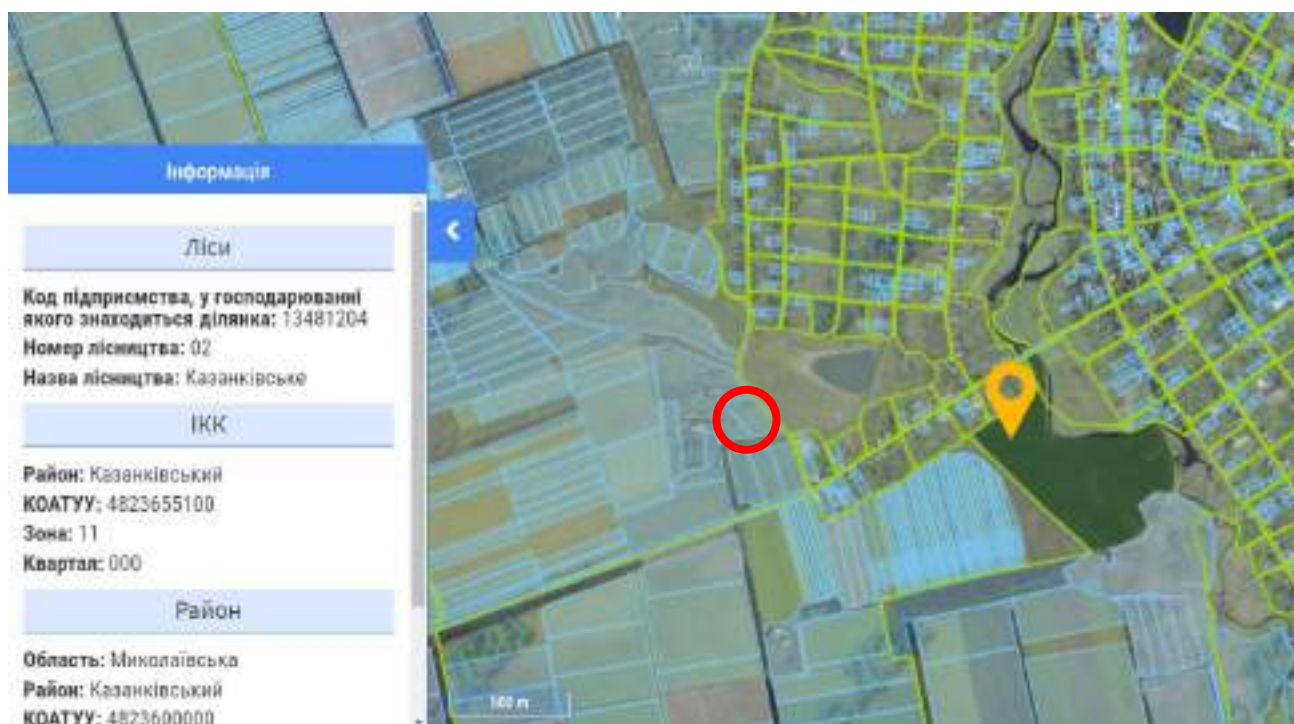 Інформація
Ліси
Код підприємства, у господарюванні
якого знаходиться ділянка: 13481204
Номер лісництва: 02
Назва лісництва: Казанківське
ІКК
Район: Казанківський
КОАТУУ: 4823655100
Зона: 11
Квартал: 000
Район
Область: Миколаївська
Район: Казанківський
КОАТУУ: 4823600000